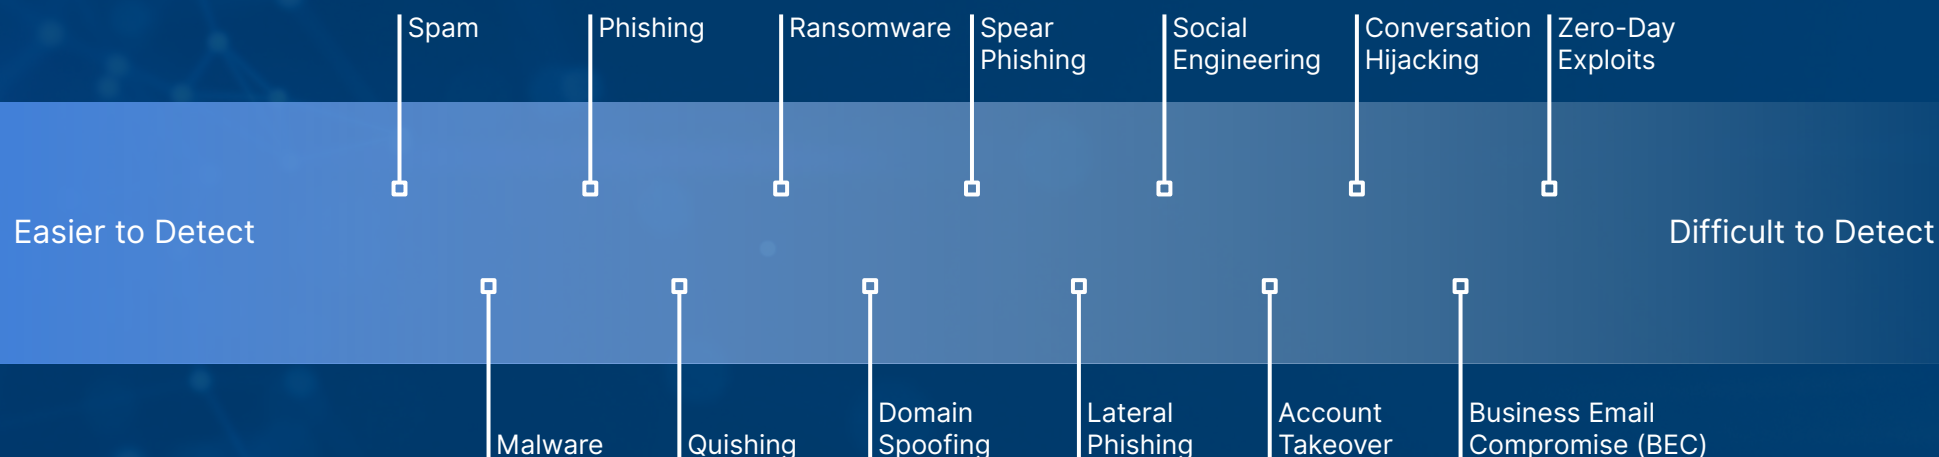 Spam
Phishing
Ransomware
Spear
Phishing
Social
Engineering
Conversation
Hijacking
Zero-Day
Exploits
Easier to Detect
Difficult to Detect
Malware
Quishing
Domain
Spoofing
Lateral
Phishing
Account
Takeover
Business Email
Compromise (BEC)